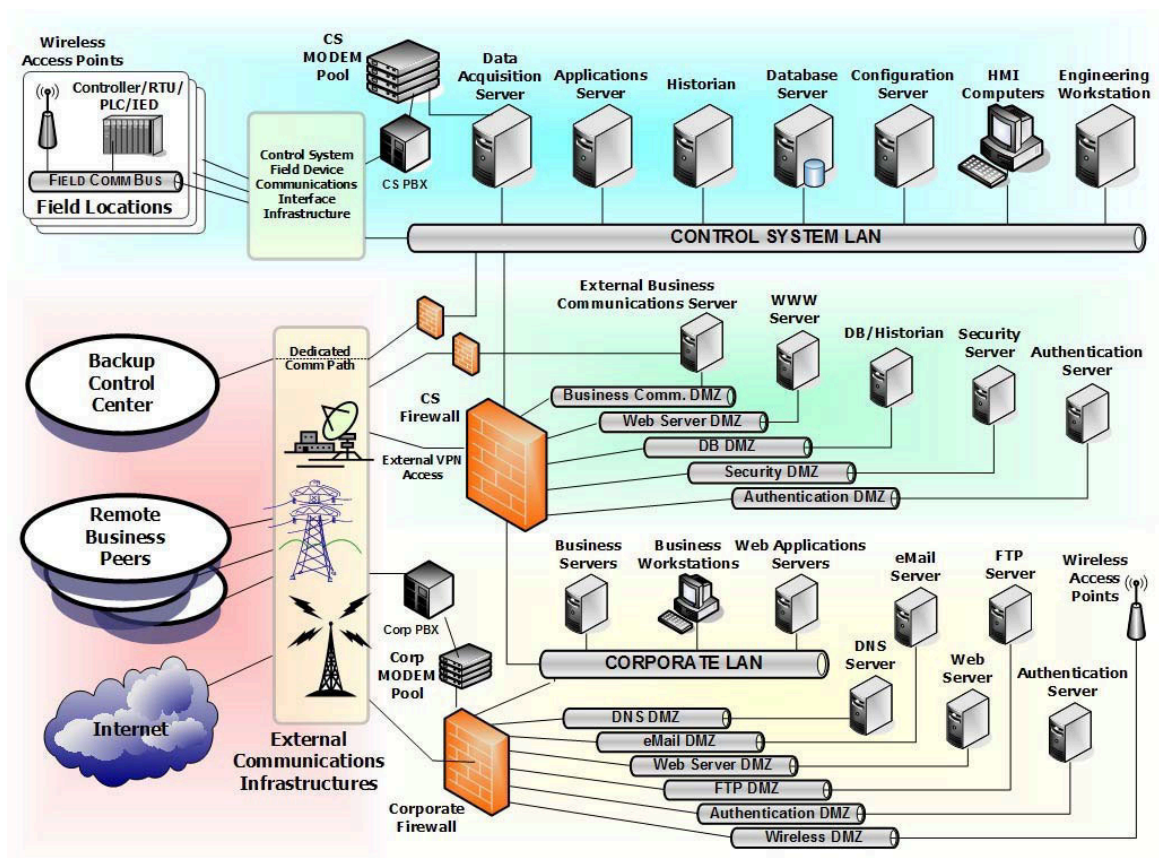 Wireless
Access Points
Controller/RTU/
PLC/IED
FIELD COMM BUS
Field Locations
Control System
Field Device
Communications
Interface
Infrastructure
CS
MODEM
Pool
CS PBX
Data
Acquisition
Server
Applications
Server
Historian
Database
Server
Configuration
Server
HMI
Computers
Engineering
Workstation
CONTROL SYSTEM LAN
Backup
Control
Center
Remote
Business
Peers
Internet
Dedicated
Comm Path
External VPN
Access
External
Communications
Infrastructures
CS
Firewall
External Business
Communications Server
WWW
Server
DB/Historian
Security
Server
Authentication
Server
Business Comm. DMZ
Web Server DMZ
DB DMZ
Security DMZ
Authentication DMZ
Corp PBX
Corp
MODEM
Pool
Business
Servers
Business
Workstations
Web Applications
Servers
eMail
Server
FTP
Server
Wireless
Access
Points
CORPORATE LAN
DNS
Server
Web
Server
Authentication
Server
Corporate
Firewall
DNS DMZ
eMail DMZ
Web Server DMZ
FTP DMZ
Authentication DMZ
Wireless DMZ